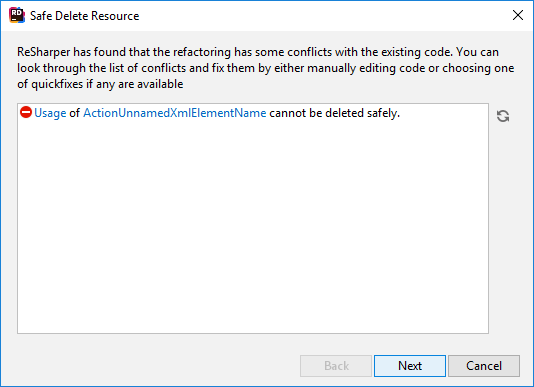 RD Safe Delete Resource
ReSharper has found that the refactoring has some conflicts with the existing code. You can
look through the list of conflicts and fix them by either manually editing code or choosing one
of quickfixes if any are available
Usage of ActionUnnamedXmlElementName cannot be deleted safely.
Back Next Cancel